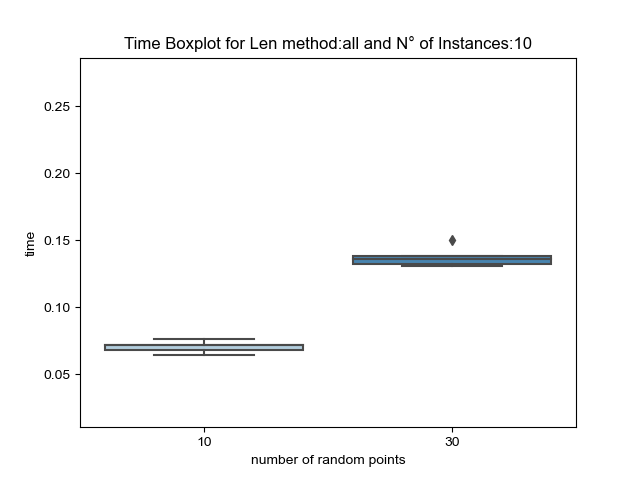 Time Boxplot for Len method:all and N° of Instances:10
0.25
0.20
0.15
0.10
0.05
time
10
30
number of random points